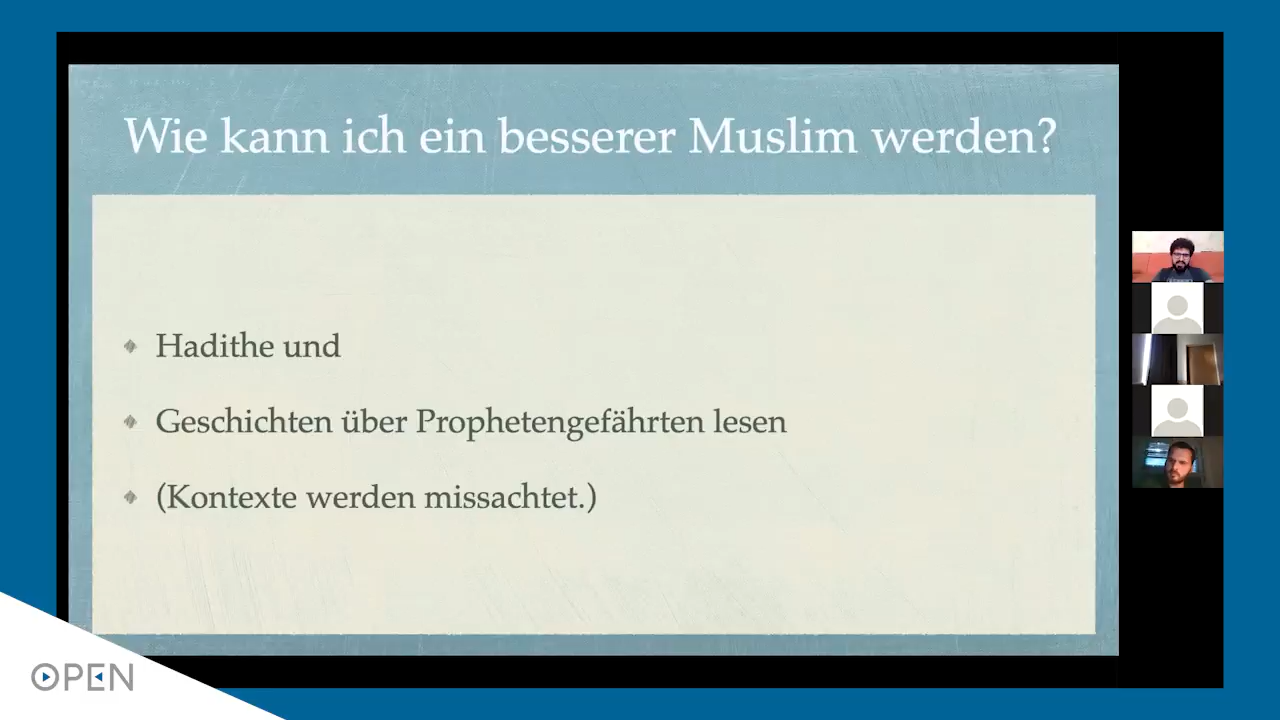 Wie kann ich ein besserer Muslim werden?
Hadithe und
Geschichten über Prophetengefährten lesen
(Kontexte werden missachtet.)
OPEN